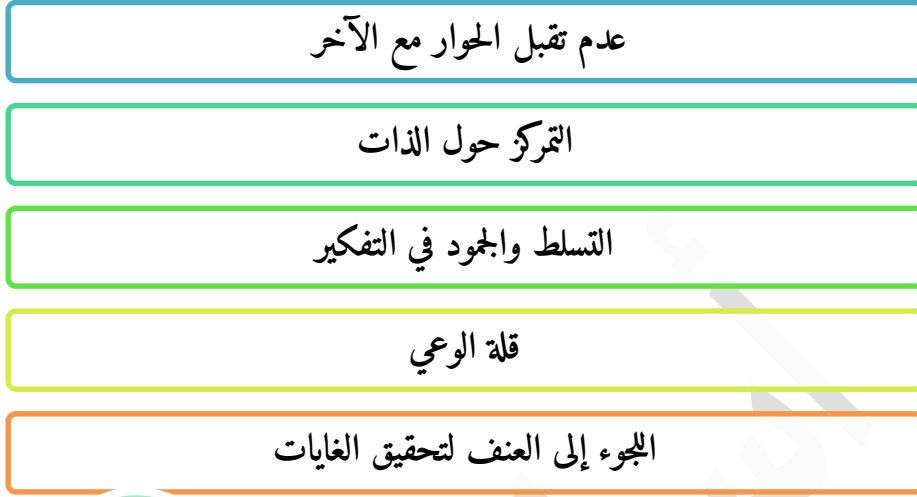 عدم تقبل الحوار مع الآخر
التمركز حول الذات
التسلط والجمود في التفكير
قلة الوعي
اللجوء إلى العنف لتحقيق الغايات